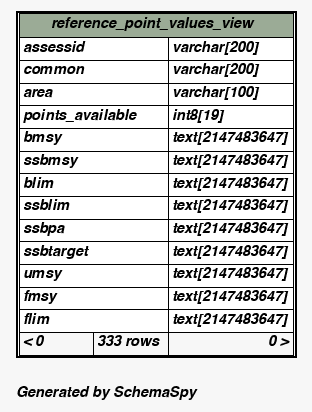 reference_point_values_view
assessid varchar[200]
common varchar[200]
area varchar[100]
points_available int8[19]
bmsy text[2147483647]
ssbmsy text[2147483647]
blim text[2147483647]
ssblim text[2147483647]
ssbpa text[2147483647]
ssbtarget text[2147483647]
umsy text[2147483647]
fmsy text[2147483647]
flim text[2147483647]
< 0 333 rows 0 >
Generated by SchemaSpy